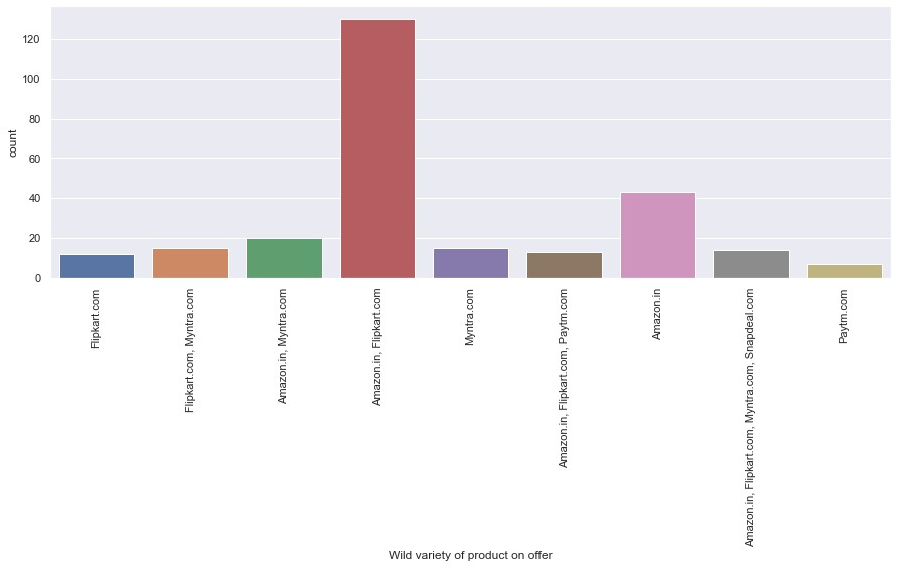 120
100
80
60
40
20
0
count
Flipkart.com
Flipkart.com, Myntra.com
Amazon.in, Myntra.com
Amazon.in, Flipkart.com
Myntra.com
Amazon.in, Flipkart.com, Paytm.com
Amazon.in
Amazon.in, Flipkart.com, Myntra.com, Snapdeal.com
Paytm.com
Wild variety of product on offer